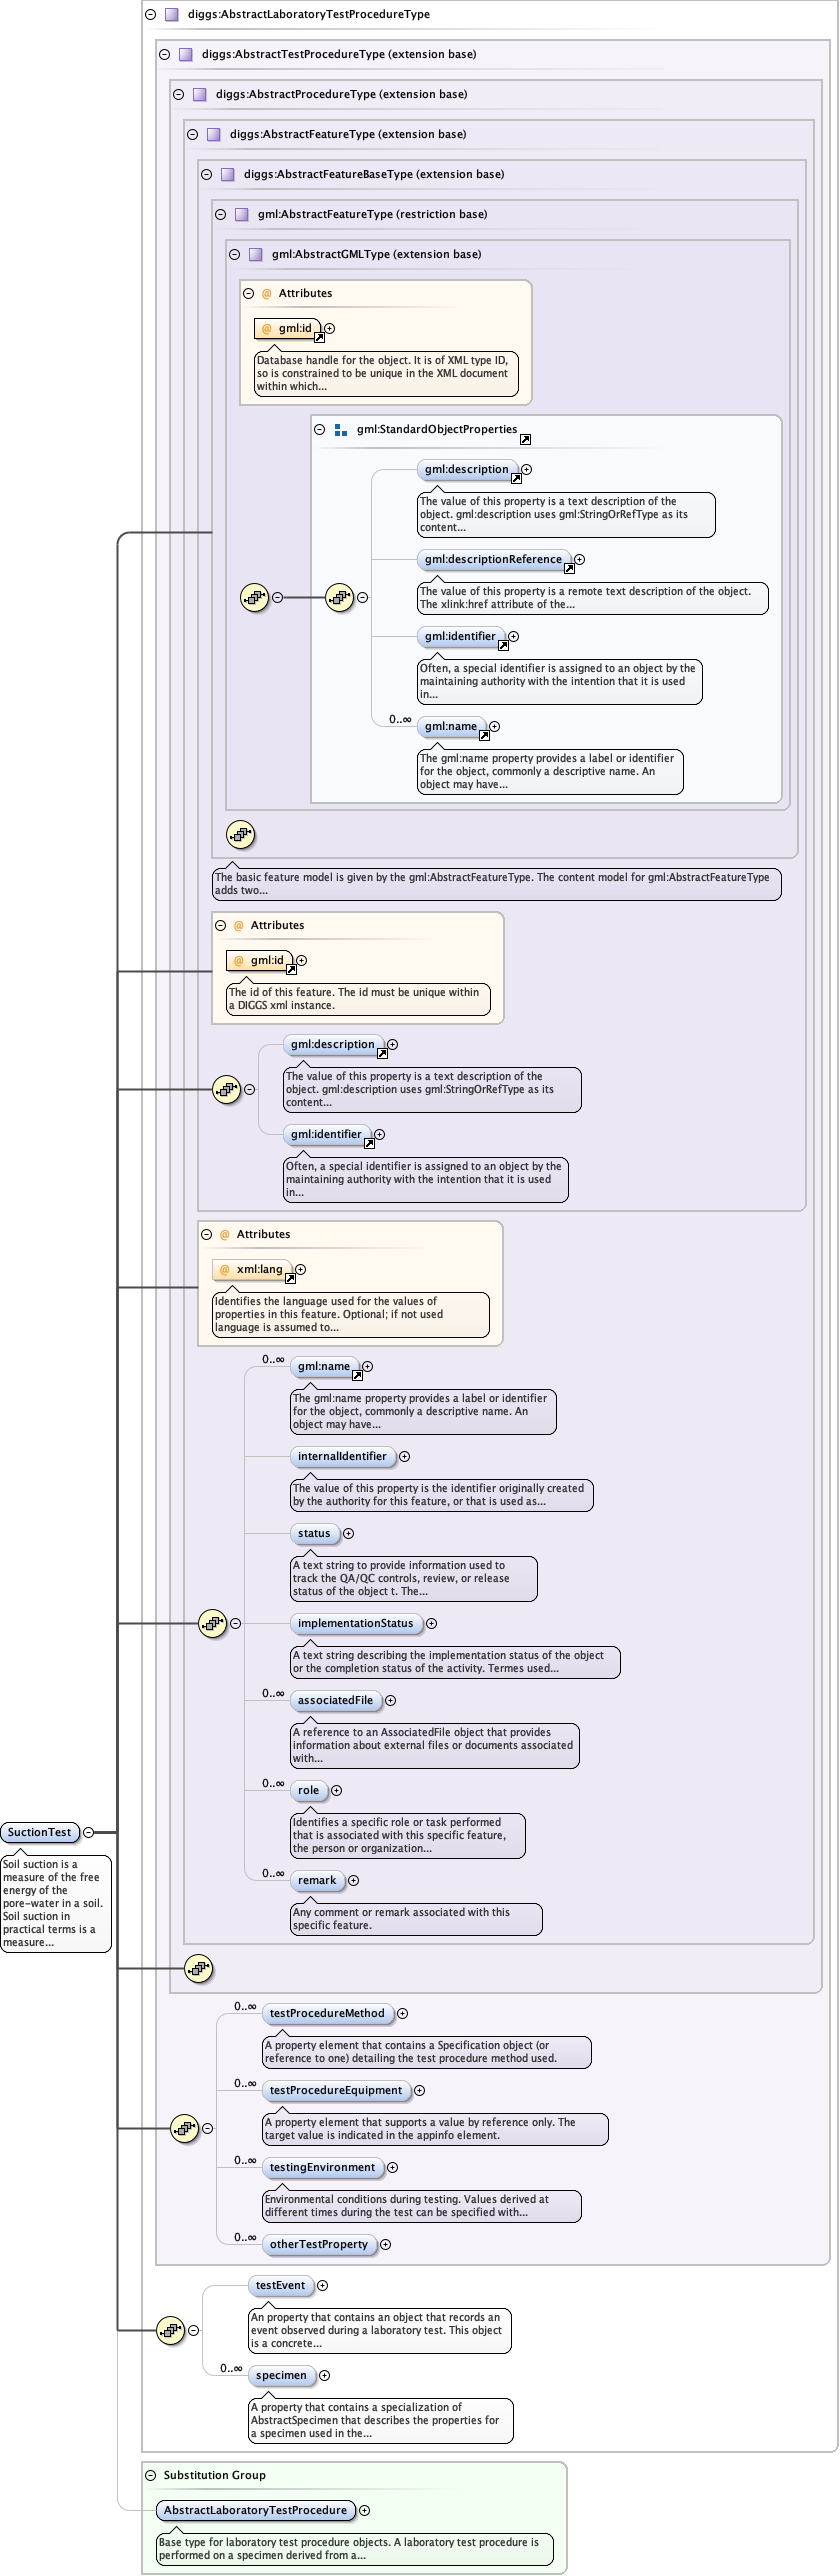 diggs:AbstractLaboratoryTestProcedureType
diggs:AbstractTestProcedureType (extension base)
diggs:AbstractProcedureType (extension base)
diggs:AbstractFeatureType (extension base)
diggs:AbstractFeatureBaseType (extension base)
gml:AbstractFeatureType (restriction base)
gml:AbstractGMLType (extension base)
@ Attributes
@ gml:id
Database handle for the object. It is of XML type ID,
so is constrained to be unique in the XML document
within which...
gml:StandardObjectProperties
gml:description
The value of this property is a text description of the
object. gml:description uses gml:StringOrRefType as its
content...
gml:descriptionReference
The value of this property is a remote text description of the object.
The xlink:href attribute of the...
gml:identifier
Often, a special identifier is assigned to an object by the
maintaining authority with the intention that it is used
in...
0..∞
gml:name
The gml:name property provides a label or identifier
for the object, commonly a descriptive name. An
object may have...
The basic feature model is given by the gml:AbstractFeatureType. The content model for gml:AbstractFeatureType
adds two...
@ Attributes
@ gml:id
The id of this feature. The id must be unique within
a DIGGS xml instance.
gml:description
The value of this property is a text description of the
object. gml:description uses gml:StringOrRefType as its
content...
gml:identifier
Often, a special identifier is assigned to an object by the
maintaining authority with the intention that it is used
in...
@ Attributes
@ xml:lang
Identifies the language used for the values of
properties in this feature. Optional; if not used
language is assumed to...
0..∞
gml:name
The gml:name property provides a label or identifier
for the object, commonly a descriptive name. An
object may have...
internalIdentifier
The value of this property is the identifier originally created
by the authority for this feature, or that is used as...
status
A text string to provide information used to
track the QA/QC controls, review, or release
status of the object t. The...
implementationStatus
A text string describing the implementation status of the object
or the completion status of the activity. Termes used...
0..∞
associatedFile
A reference to an AssociatedFile object that provides
information about external files or documents associated
with...
0..∞
role
Identifies a specific role or task performed
that is associated with this specific feature,
the person or organization...
0..∞
remark
Any comment or remark associated with this
specific feature.
SuctionTest
Soil suction is a
measure of the free
energy of the
pore-water in a soil.
Soil suction in
practical terms is a
measure...
0..∞
testProcedureMethod
A property element that contains a Specification object (or
reference to one) detailing the test procedure method used.
0..∞
testProcedureEquipment
A property element that supports a value by reference only. The
target value is indicated in the appinfo element.
0..∞
testingEnvironment
Environmental conditions during testing. Values derived at
different times during the test can be specified with...
0..∞
otherTestProperty
testEvent
An property that contains an object that records an
event observed during a laboratory test. This object
is a concrete...
0..∞
specimen
A property that contains a specialization of
AbstractSpecimen that describes the properties for
a specimen used in the...
Substitution Group
AbstractLaboratoryTestProcedure
Base type for laboratory test procedure objects. A laboratory test procedure is
performed on a specimen derived from a...